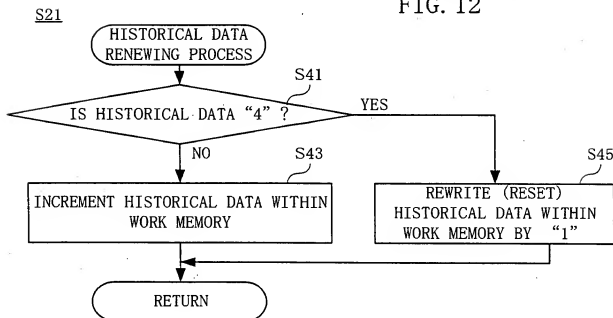 S21
FIG. 12
HISTORICAL DATA
RENEWING PROCESS
S41
IS HISTORICAL DATA "4" ?
YES
NO
S43
S45
INCREMENT HISTORICAL DATA WITHIN
WORK MEMORY
REWRITE (RESET)
HISTORICAL DATA WITHIN
WORK MEMORY BY "1"
RETURN